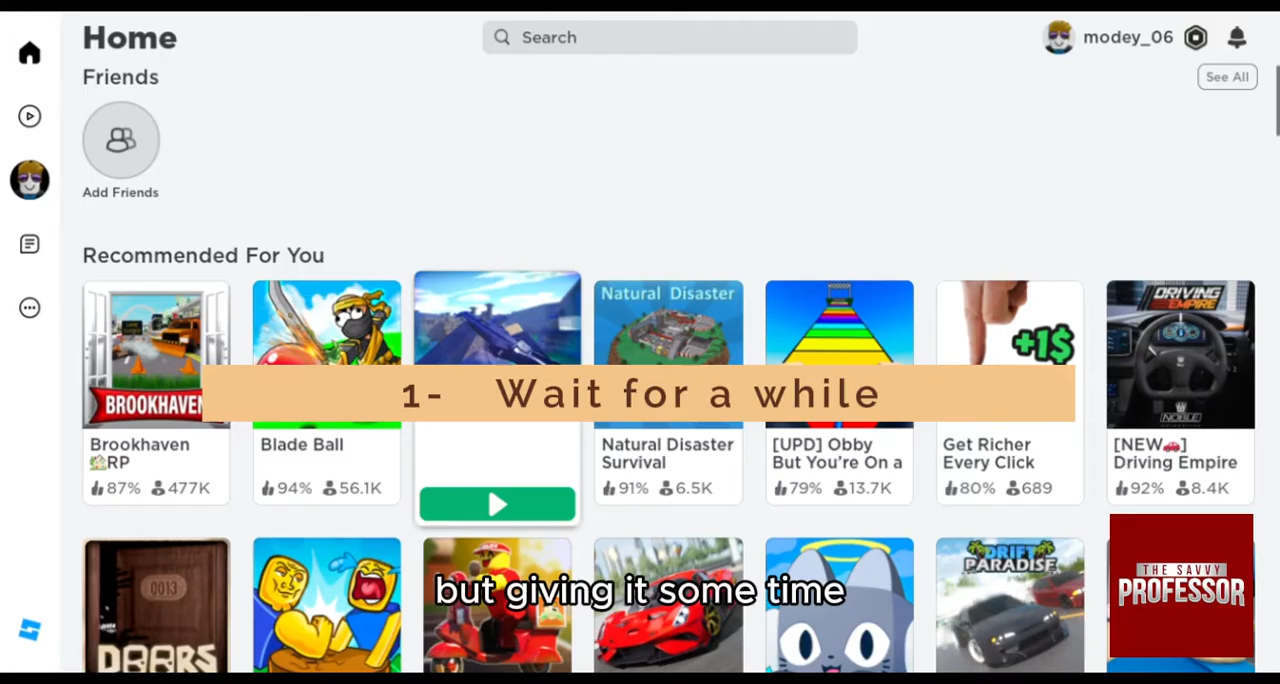 Home
Search
modey_06
Friends
See All
Add Friends
Recommended For You
Natural Disaster
DRIVING
EMPIRE
+1$
NOBLE
BROOKHAVEN
1- Wait for a while
Brookhaven
🏡RP
87% 477K
Blade Ball
94% 56.1K
Natural Disaster
Survival
91% 6.5K
[UPD] Obby
But You're On a
79% 13.7K
Get Richer
Every Click
80% 689
[NEW🚗]
Driving Empire
92% 8.4K
0013
DOORS
DRIFT
PARADISE
THE SAVVY
PROFESSOR
but giving it some time